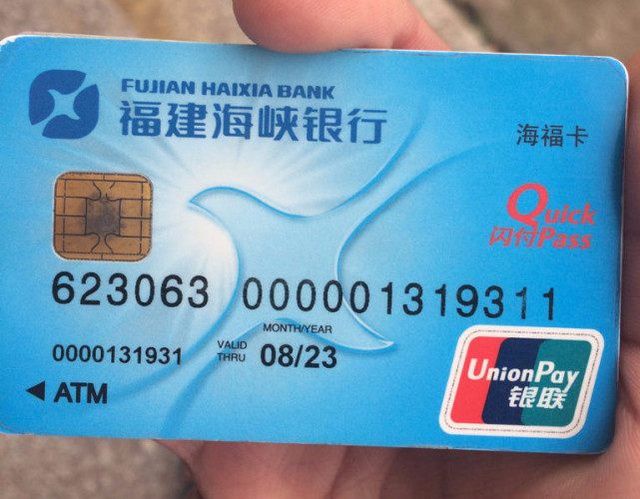 FUJIAN HAIXIA BANK
福建海峡银行
海福卡
Quick
闪付Pass
623063 0000001319311
MONTH/YEAR
0000131931 VALID THRU 08/23
ATM
UnionPay
银联